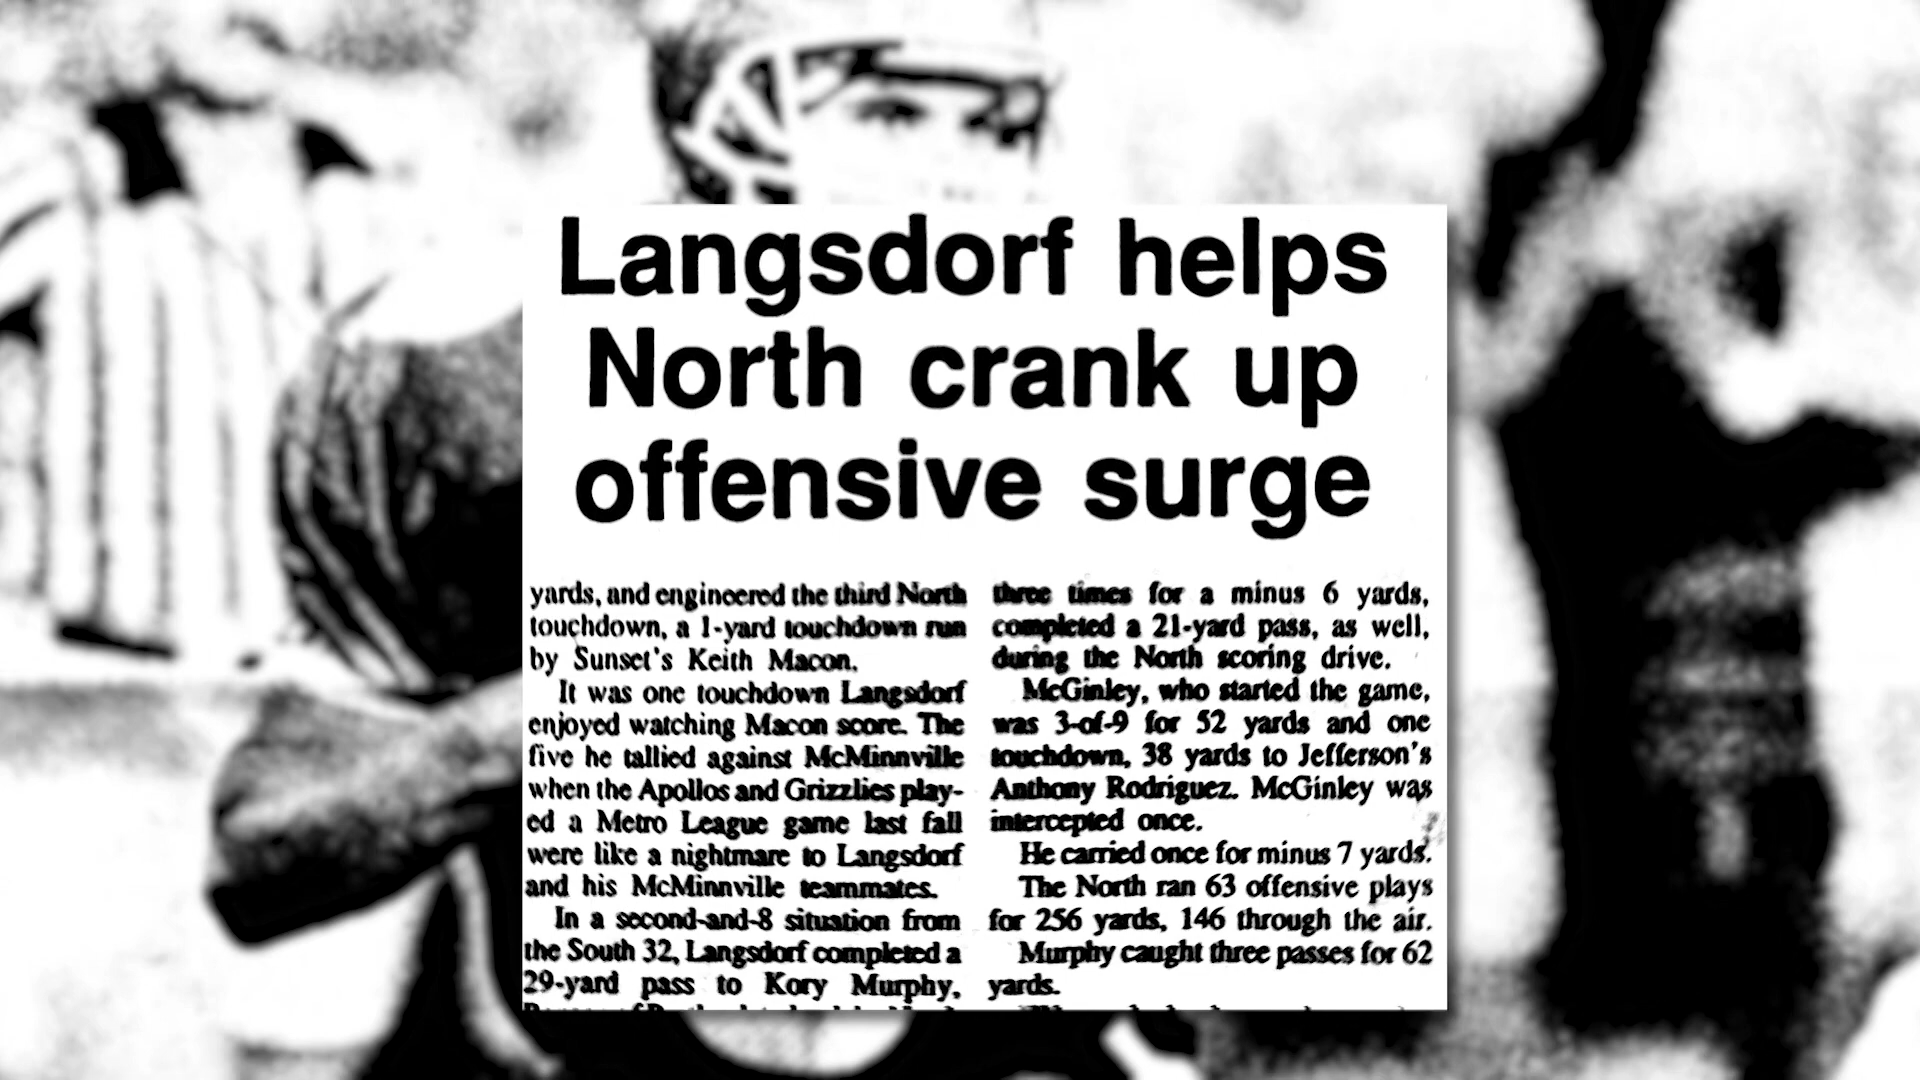 Langsdorf helps
North crank up
offensive surge
yards, and engineered the third North
touchdown, a 1-yard touchdown run
by Sunset's Keith Macon.
It was one touchdown Langsdorf
enjoyed watching Macon score. The
five he tallied against McMinnville
when the Apollos and Grizzlies play-
ed a Metro League game last fall
were like a nightmare to Langsdorf
and his McMinnville teammates.
In a second-and-8 situation from
the South 32, Langsdorf completed a
29-yard pass to Kory Murphy,
three times for a minus 6 yards,
completed a 21-yard pass, as well,
during the North scoring drive.
McGinley, who started the game,
was 3-of-9 for 52 yards and one
touchdown, 38 yards to Jefferson's
Anthony Rodriguez. McGinley was
intercepted once.
He carried once for minus 7 yards.
The North ran 63 offensive plays
for 256 yards, 146 through the air.
Murphy caught three passes for 62
yards.